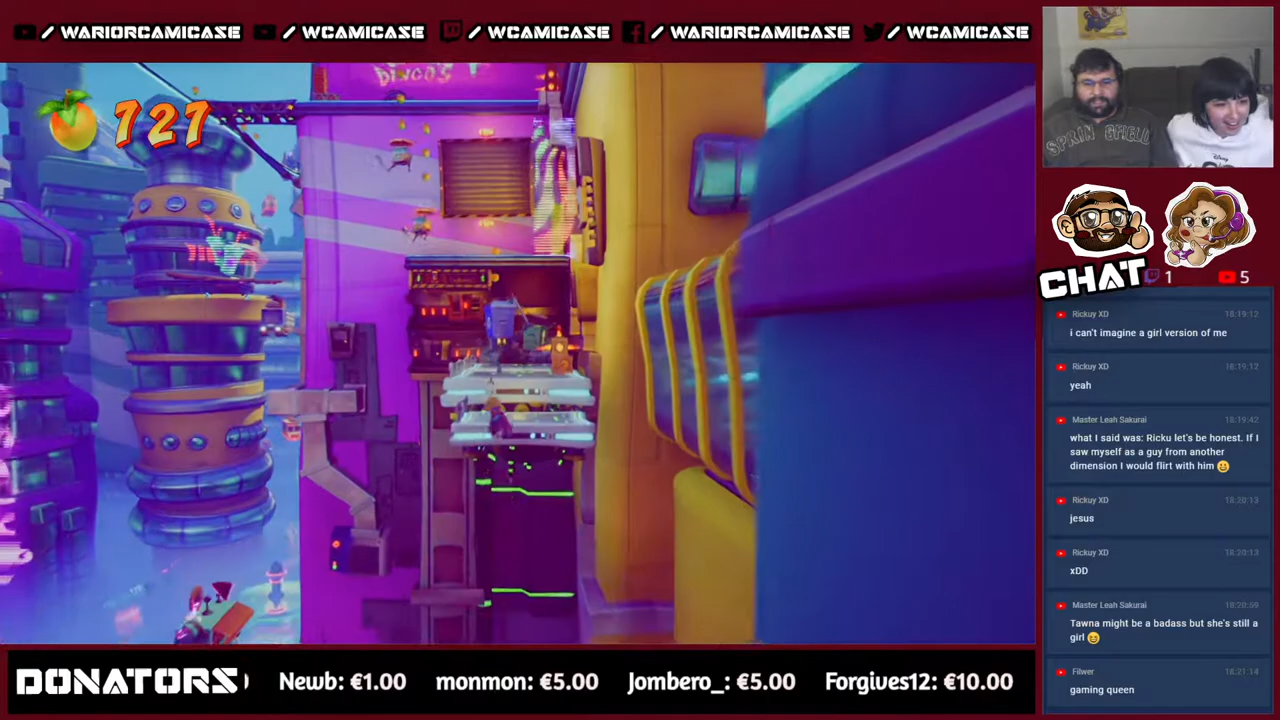 / WARIORCAMICASE / WCAMICASE / WCAMICASE / WARIORCAMICASE / WCAMICASE
DINGO'S
127
SPRINGFIELD
Disney
CHAT 1 5
Rickuy XD 18:19:12
i can't imagine a girl version of me
Rickuy XD 18:19:12
yeah
Master Leah Sakurai 18:19:42
what I said was: Ricku let's be honest. If I
saw myself as a guy from another
dimension I would flirt with him
Rickuy XD 18:20:13
jesus
Rickuy XD 18:20:13
xDD
Master Leah Sakurai 18:20:59
Tawna might be a badass but she's still a
girl
Filwer 18:21:14
gaming queen
DONATORS Newb: €1.00 monmon: €5.00 Jombero_: €5.00 Forgives12: €10.00